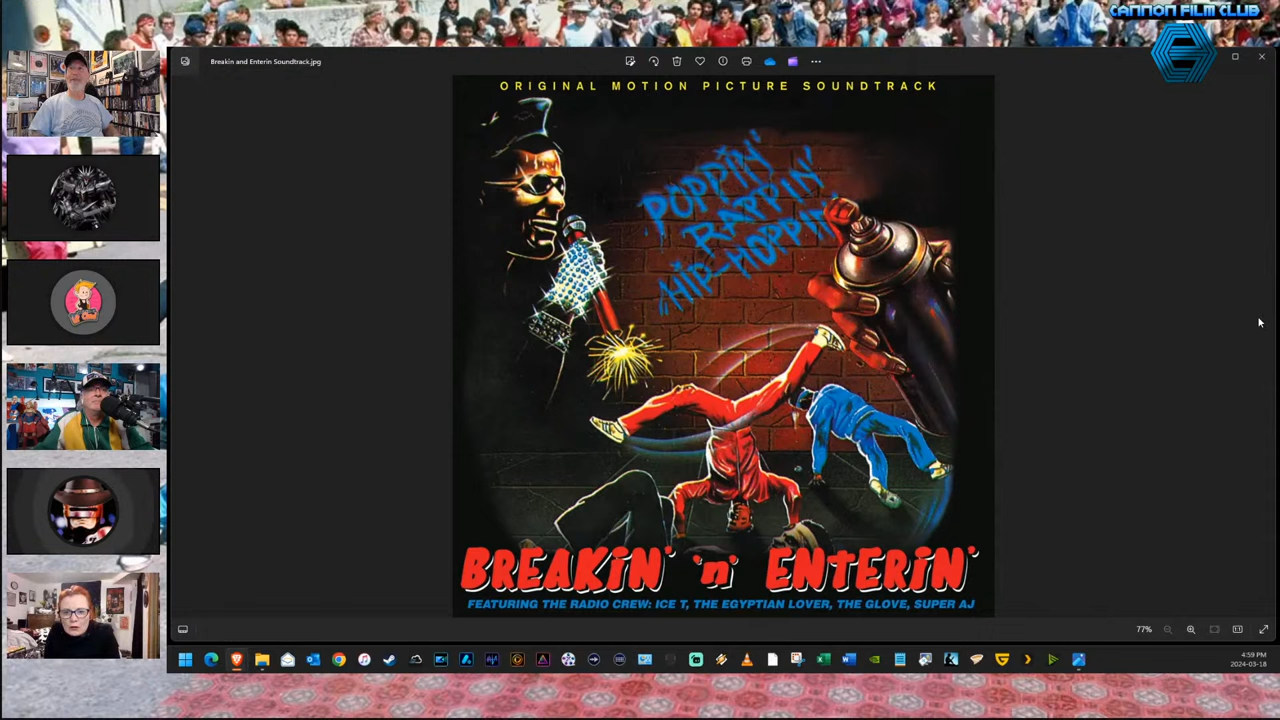 CANNON FILM CLUB
Breakin and Enterin Soundtrack.jpg
ORIGINAL MOTION PICTURE SOUNDTRACK
POPPIN'
RAPPIN'
HIP-HOPPIN'
BREAKiN' 'n' ENTERiN'
FEATURING THE RADIO CREW: ICE T, THE EGYPTIAN LOVER, THE GLOVE, SUPER AJ
77%
4:59 PM
2024-03-18